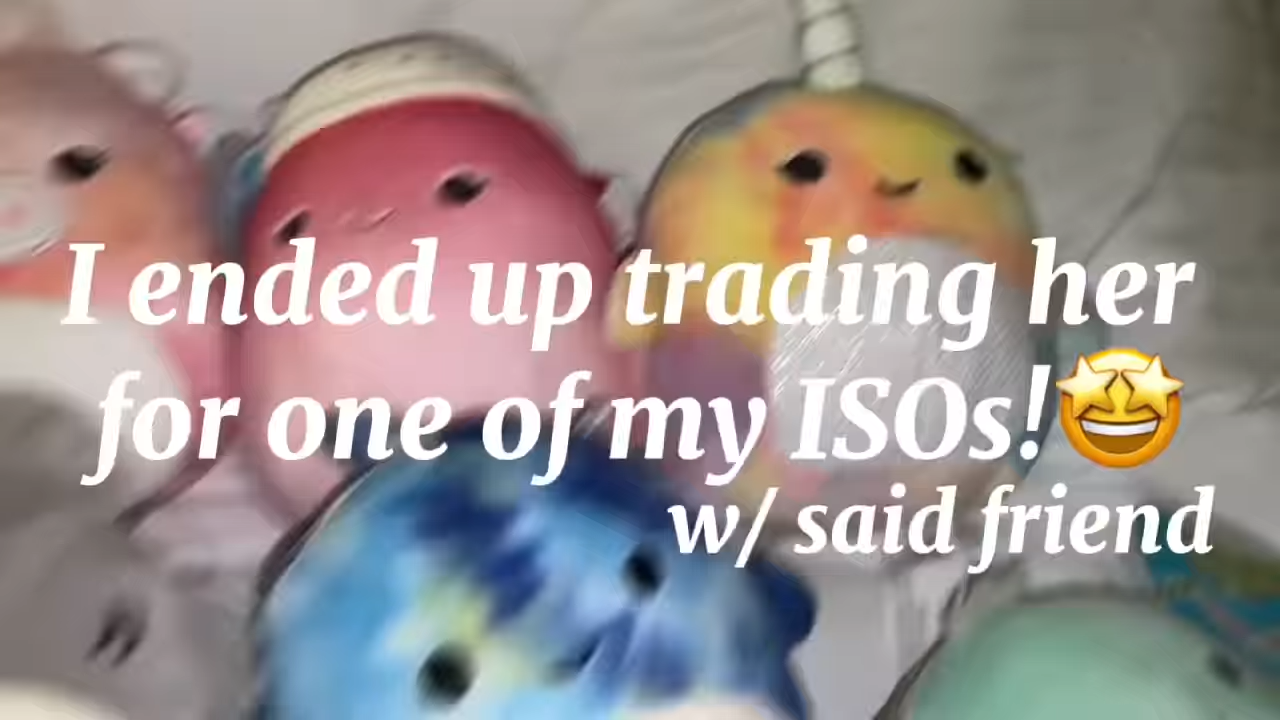 I ended up trading her
for one of my ISOs!🤩
w/ said friend